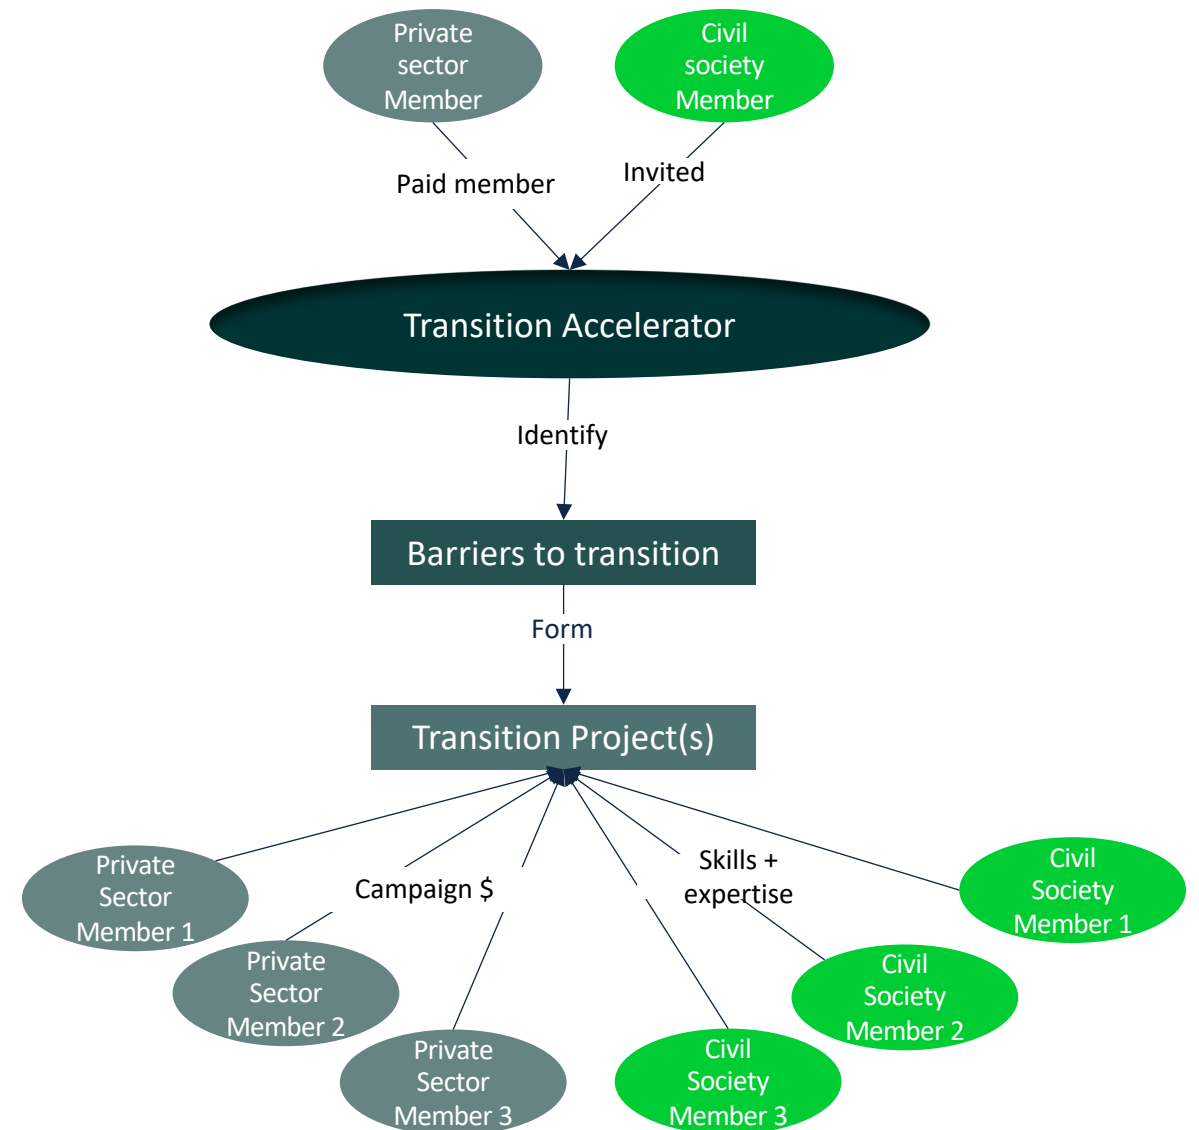 Private
sector
Member
Civil
society
Member
Paid member
Invited
Transition Accelerator
Identify
Barriers to transition
Form
Transition Project(s)
Private
Sector
Member 1
Campaign $
Skills +
expertise
Civil
Society
Member 1
Private
Sector
Member 2
Civil
Society
Member 2
Private
Sector
Member 3
Civil
Society
Member 3